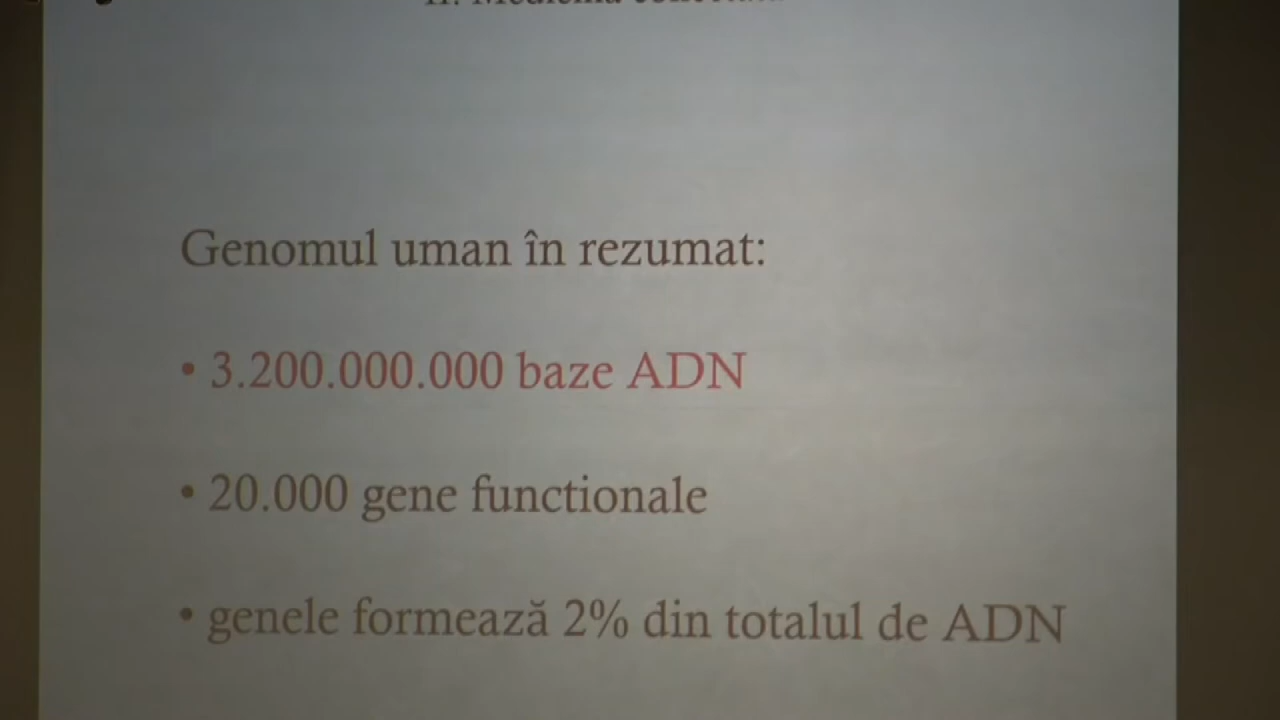 Genomul uman în rezumat:
• 3.200.000.000 baze ADN
• 20.000 gene functionale
• genele formează 2% din totalul de ADN